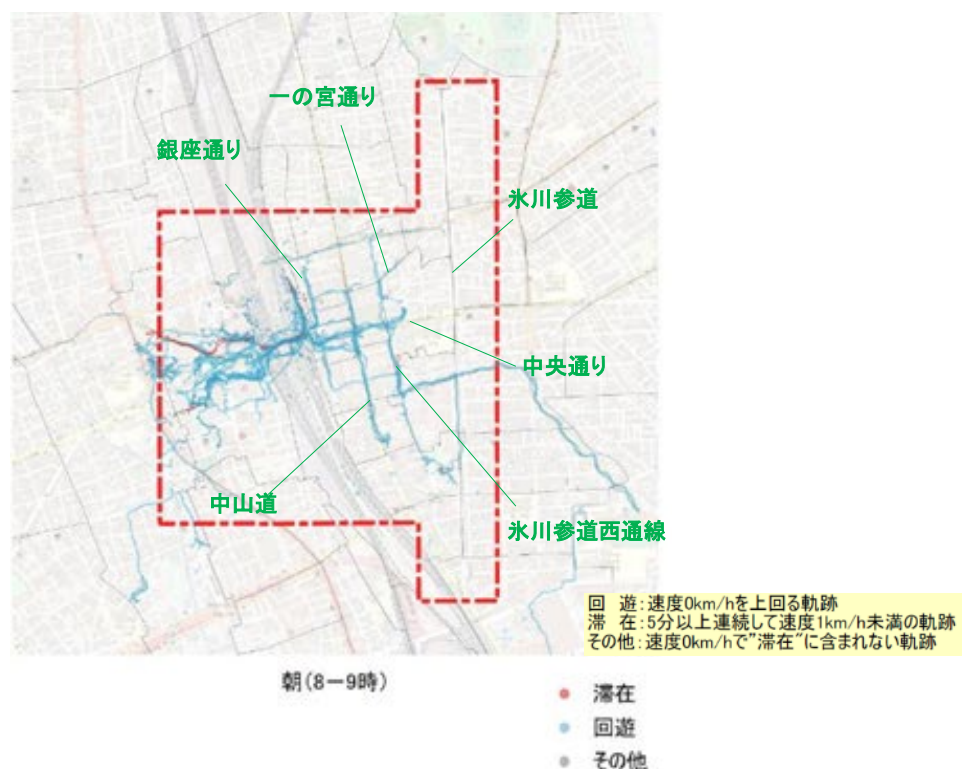 一の宮通り
銀座通り
氷川参道
中央通り
中山道
氷川参道西通線
回　遊：速度0km/hを上回る軌跡
滞　在：5分以上連続して速度1km/h未満の軌跡
その他：速度0km/hで”滞在”に含まれない軌跡
朝（8－9時）
滞在
回遊
その他